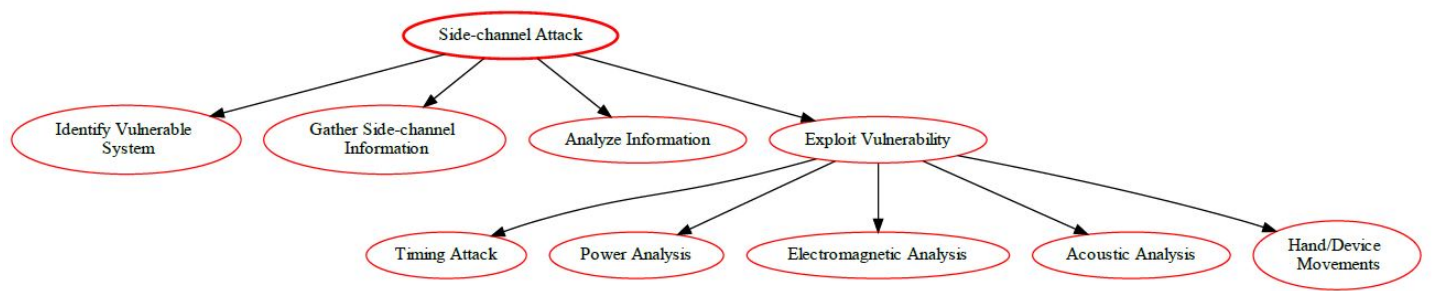 Side-channel Attack
Identify Vulnerable
System
Gather Side-channel
Information
Analyze Information
Exploit Vulnerability
Timing Attack
Power Analysis
Electromagnetic Analysis
Acoustic Analysis
Hand/Device
Movements